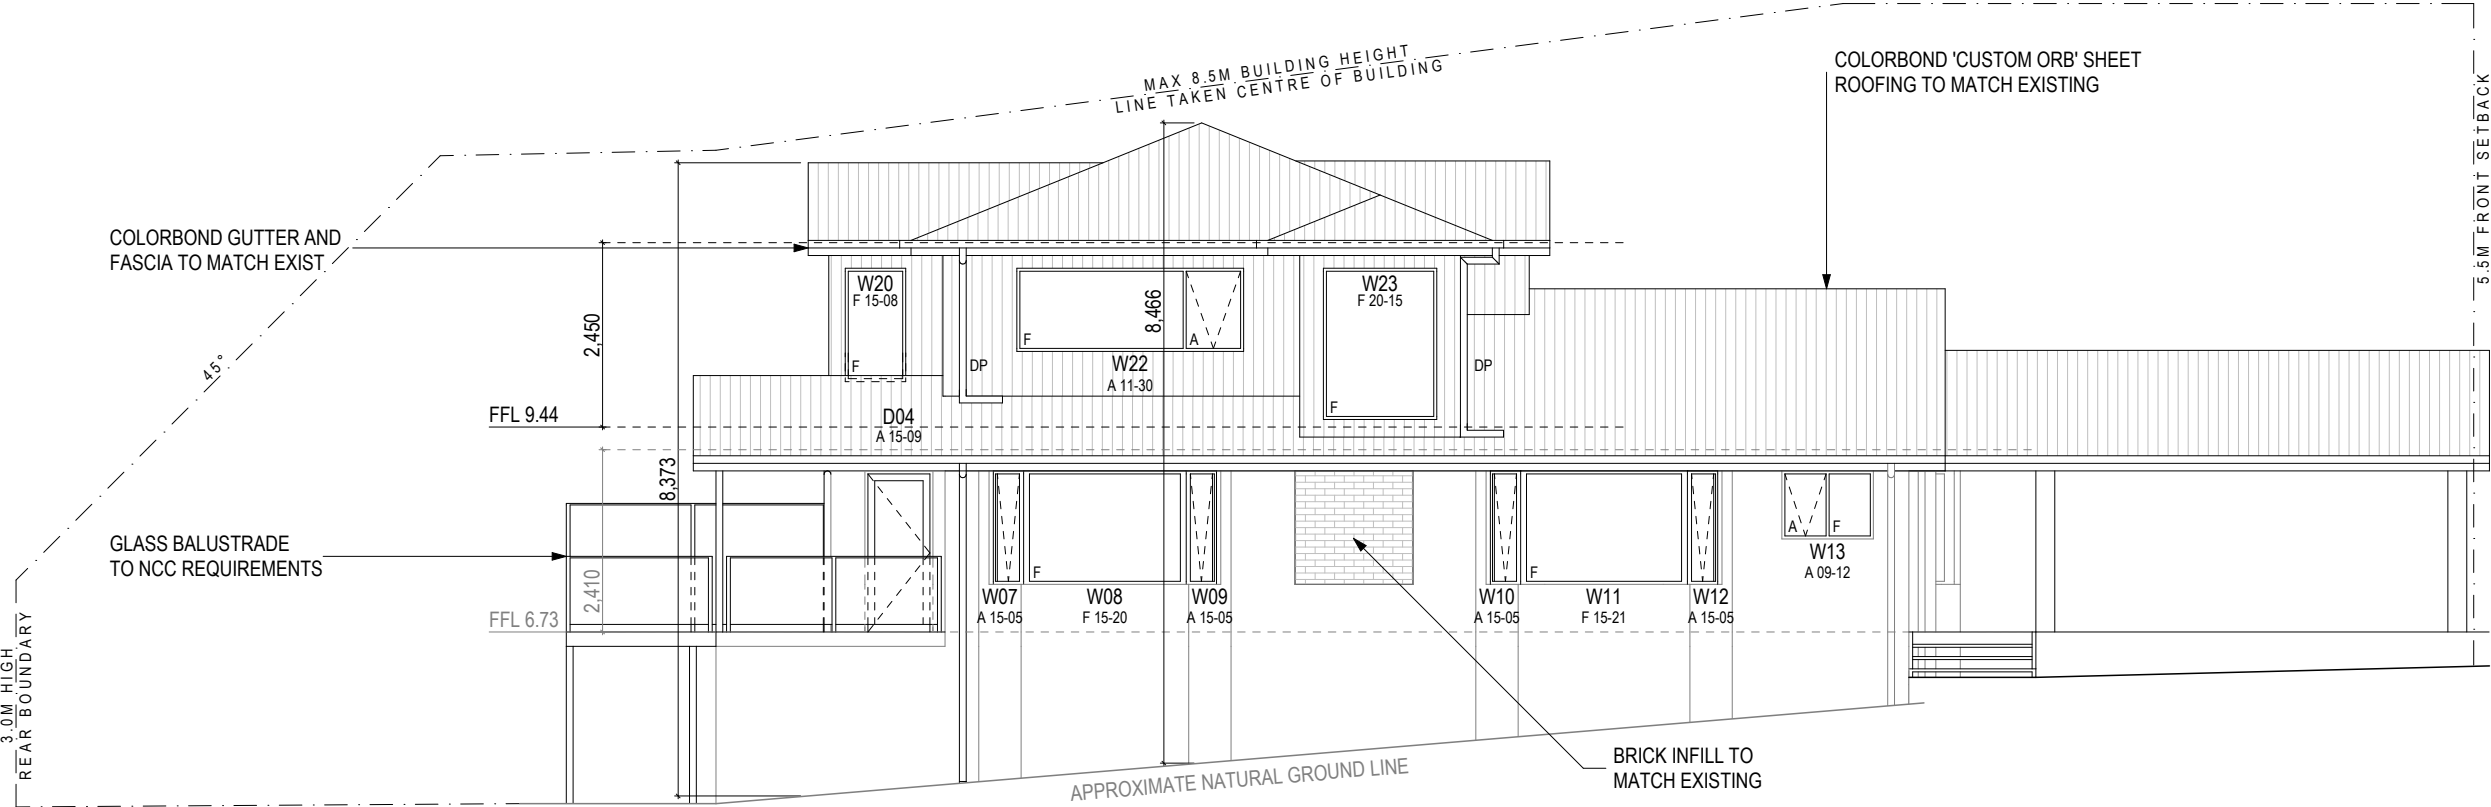 MAX 8.5M BUILDING HEIGHT
LINE TAKEN CENTRE OF BUILDING
COLORBOND 'CUSTOM ORB' SHEET
ROOFING TO MATCH EXISTING
5.5M FRONT SETBACK
COLORBOND GUTTER AND
FASCIA TO MATCH EXIST
45°
2,450
8,373
8,466
W20
F 15-08
F
DP
F
A
W22
A 11-30
W23
F 20-15
F
DP
FFL 9.44
D04
A 15-09
GLASS BALUSTRADE
TO NCC REQUIREMENTS
2,410
FFL 6.73
F
W07
A 15-05
W08
F 15-20
W09
A 15-05
F
W10
A 15-05
W11
F 15-21
W12
A 15-05
A
F
W13
A 09-12
3.0M HIGH
REAR BOUNDARY
APPROXIMATE NATURAL GROUND LINE
BRICK INFILL TO
MATCH EXISTING